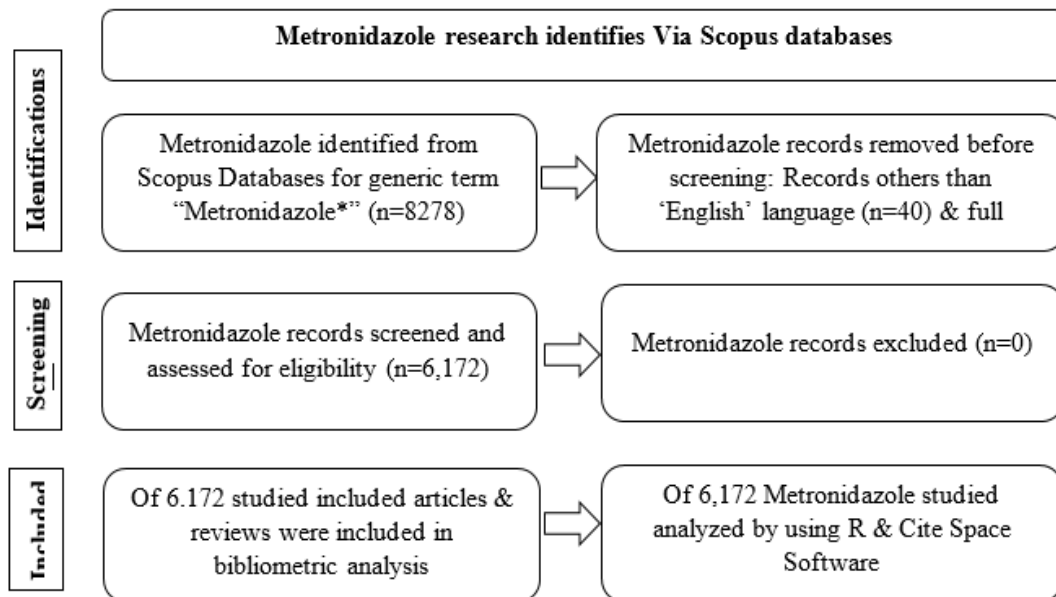 Metronidazole research identifies Via Scopus databases
Identifications
Metronidazole identified from
Scopus Databases for generic term
“Metronidazole*” (n=8278)
Metronidazole records removed before
screening: Records others than
‘English’ language (n=40) & full
Screening
Metronidazole records screened and
assessed for eligibility (n=6,172)
Metronidazole records excluded (n=0)
Included
Of 6.172 studied included articles &
reviews were included in
bibliometric analysis
Of 6,172 Metronidazole studied
analyzed by using R & Cite Space
Software